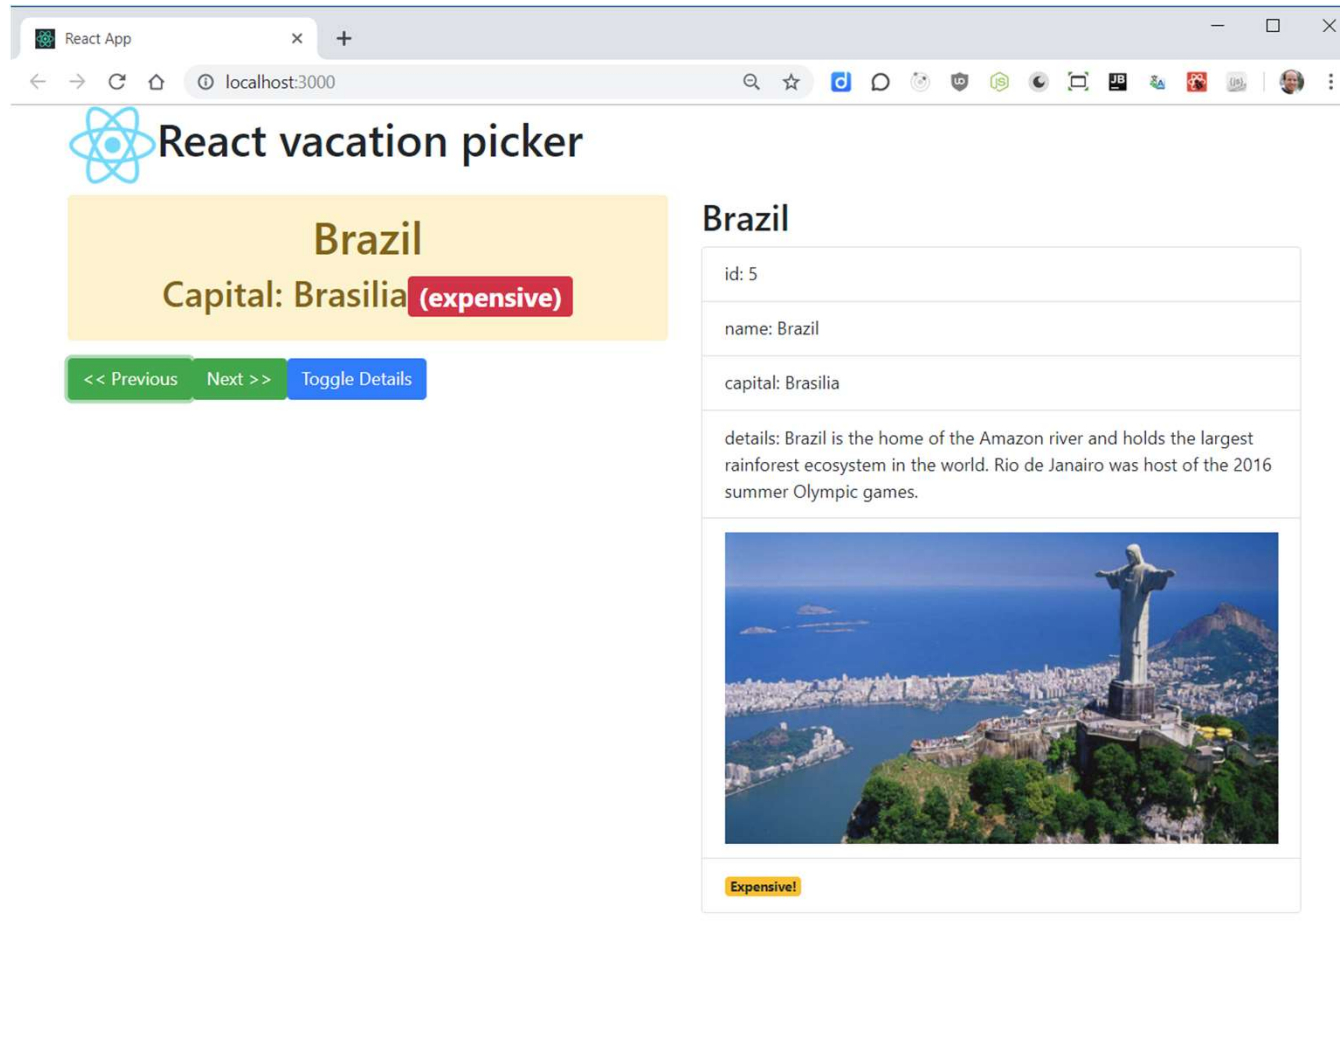 React App
localhost:3000
React vacation picker
Brazil
Capital: Brasilia (expensive)
<< Previous Next >> Toggle Details
Brazil
id: 5
name: Brazil
capital: Brasilia
details: Brazil is the home of the Amazon river and holds the largest
rainforest ecosystem in the world. Rio de Janairo was host of the 2016
summer Olympic games.
Expensive!